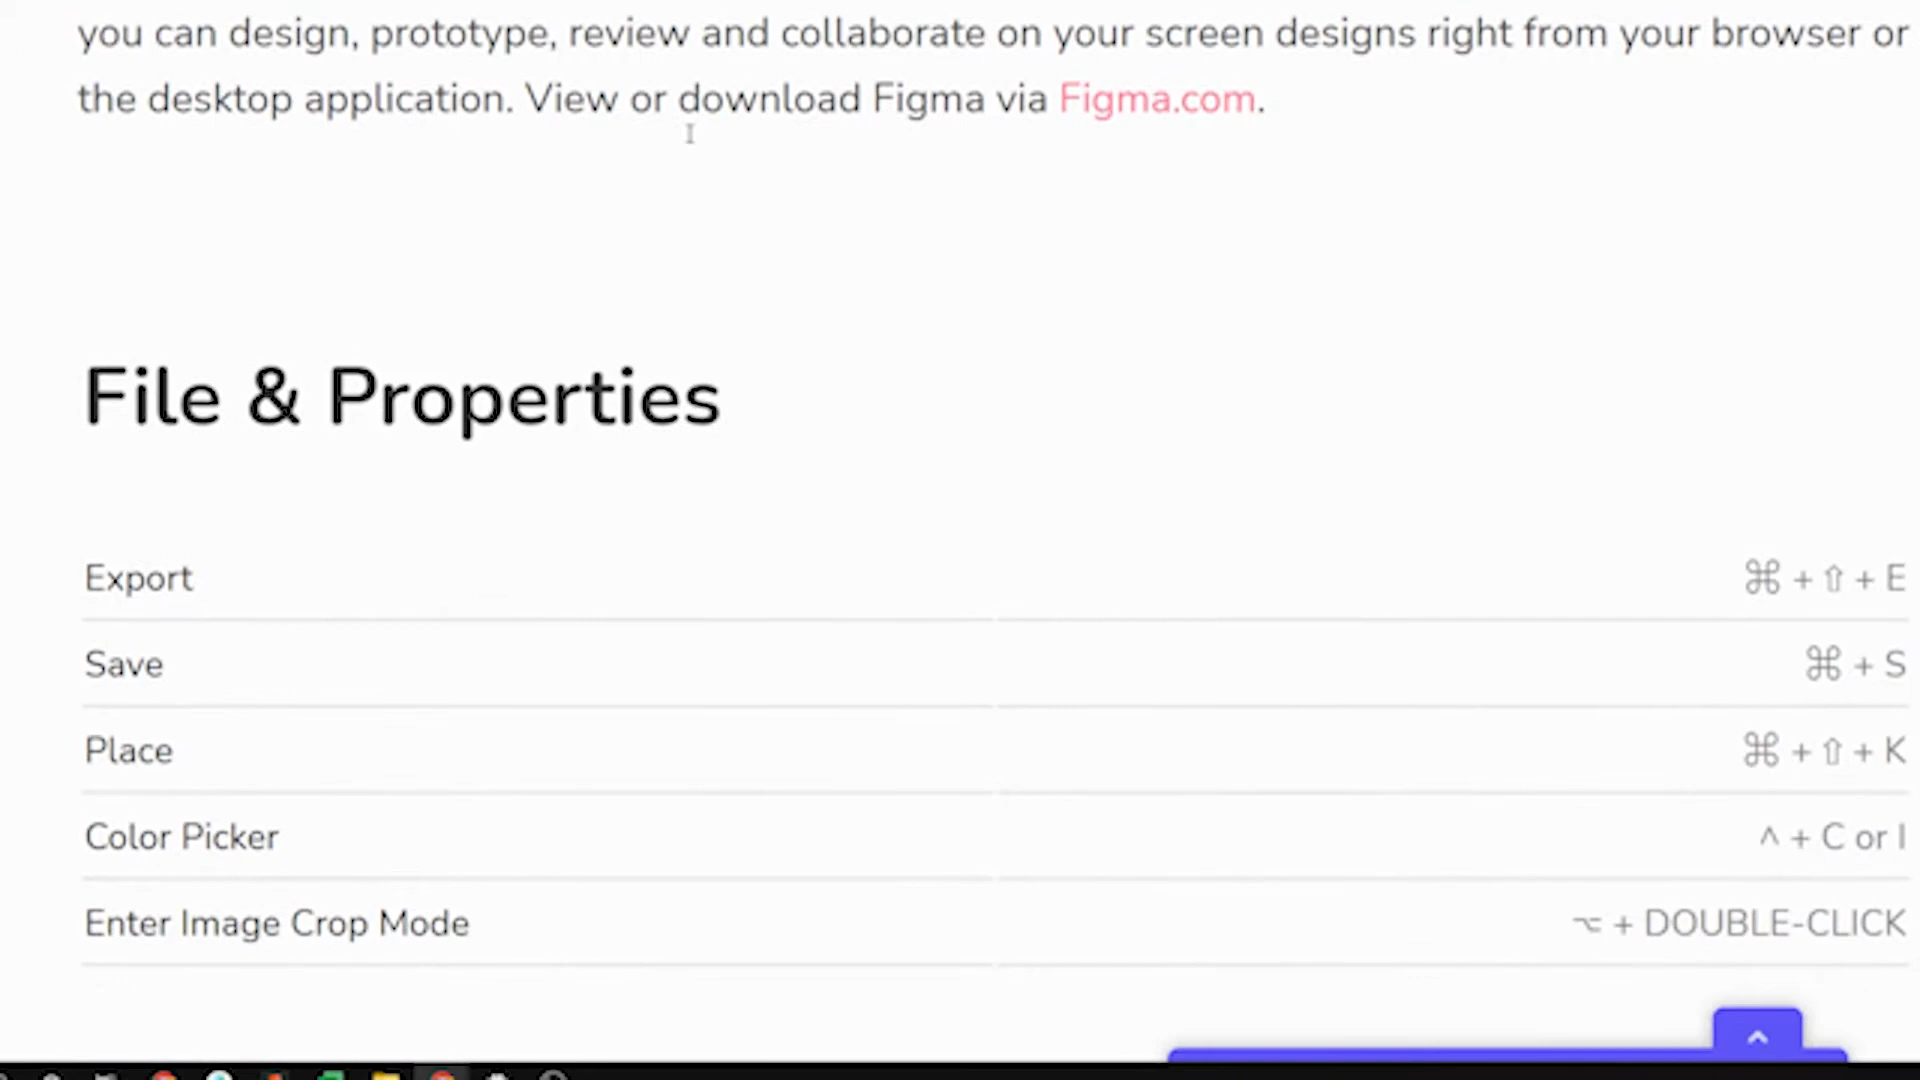 you can design, prototype, review and collaborate on your screen designs right from your browser or
the desktop application. View or download Figma via Figma.com.
File & Properties
Export ⌘ + ⇧ + E
Save ⌘ + S
Place ⌘ + ⇧ + K
Color Picker ^ + C or I
Enter Image Crop Mode ⌥ + DOUBLE-CLICK